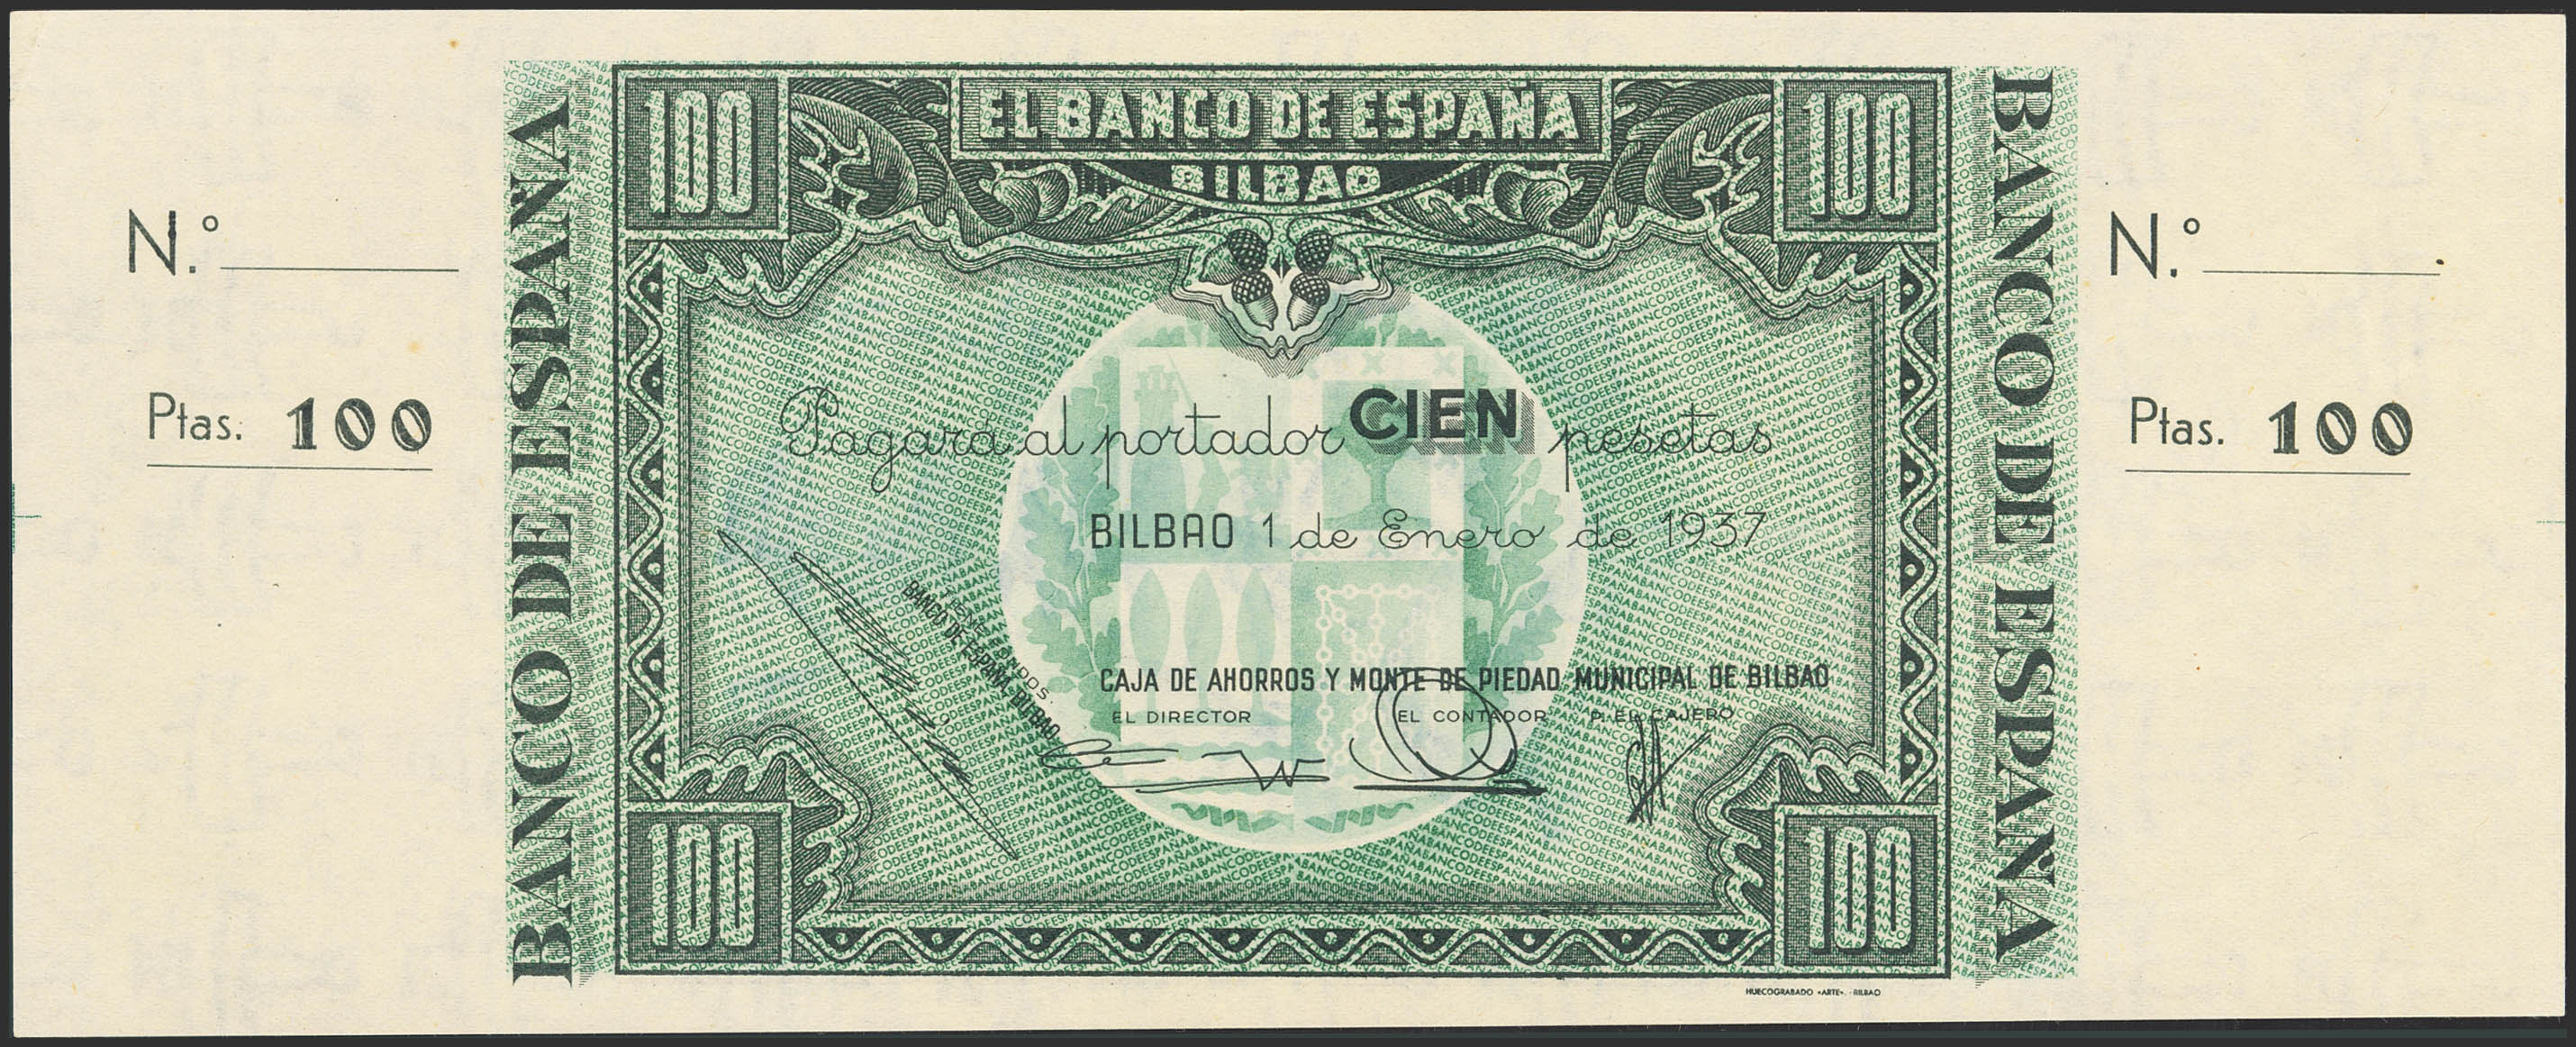 N.º
Ptas. 100
BANCO DE ESPAÑA
100
EL BANCO DE ESPAÑA
100
BILBAO
Pagará al portador CIEN pesetas
BILBAO 1 de Enero de 1937
BANCO DE ESPAÑA BILBAO
CAJA DE AHORROS Y MONTE DE PIEDAD MUNICIPAL DE BILBAO
EL DIRECTOR EL CONTADOR P. EL CAJERO
100
100
BANCO DE ESPAÑA
N.º
Ptas. 100
HUECOGRABADO «ARTE». - BILBAO